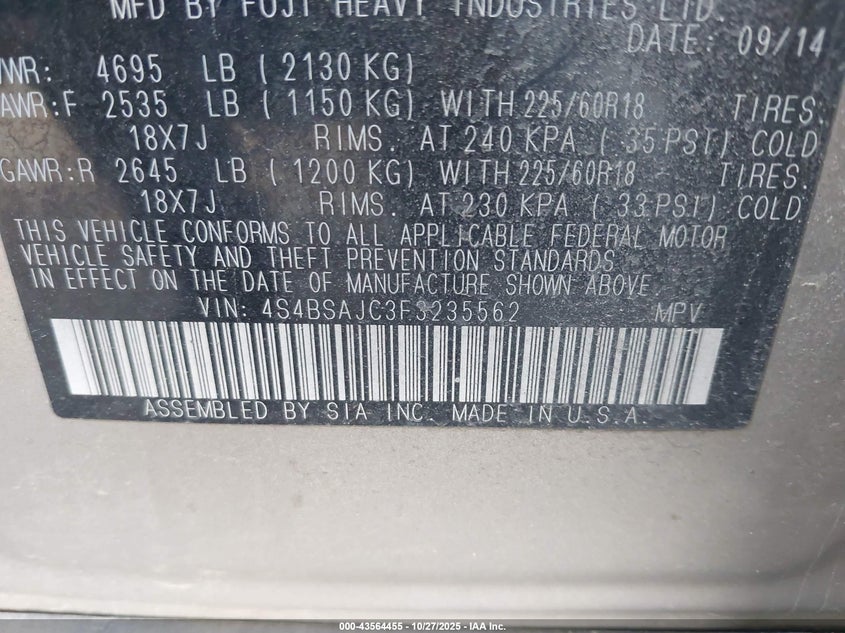 MFD BY FUJI HEAVY INDUSTRIES LTD.
DATE: 09/14
VWR: 4695 LB ( 2130 KG)
AWR:F 2535 LB ( 1150 KG) WITH 225/60R18 TIRES.
18X7J RIMS. AT 240 KPA ( 35 PSI) COLD
GAWR:R 2645 LB ( 1200 KG) WITH 225/60R18 TIRES.
18X7J RIMS. AT 230 KPA ( 33 PSI) COLD
THIS VEHICLE CONFORMS TO ALL APPLICABLE FEDERAL MOTOR
VEHICLE SAFETY AND THEFT PREVENTION STANDARDS
IN EFFECT ON THE DATE OF MANUFACTURE SHOWN ABOVE.
VIN: 4S4BSAJC3F3235562 MPV
ASSEMBLED BY SIA INC. MADE IN U.S.A.
000-43564455 - 10/27/2025 - IAA Inc.